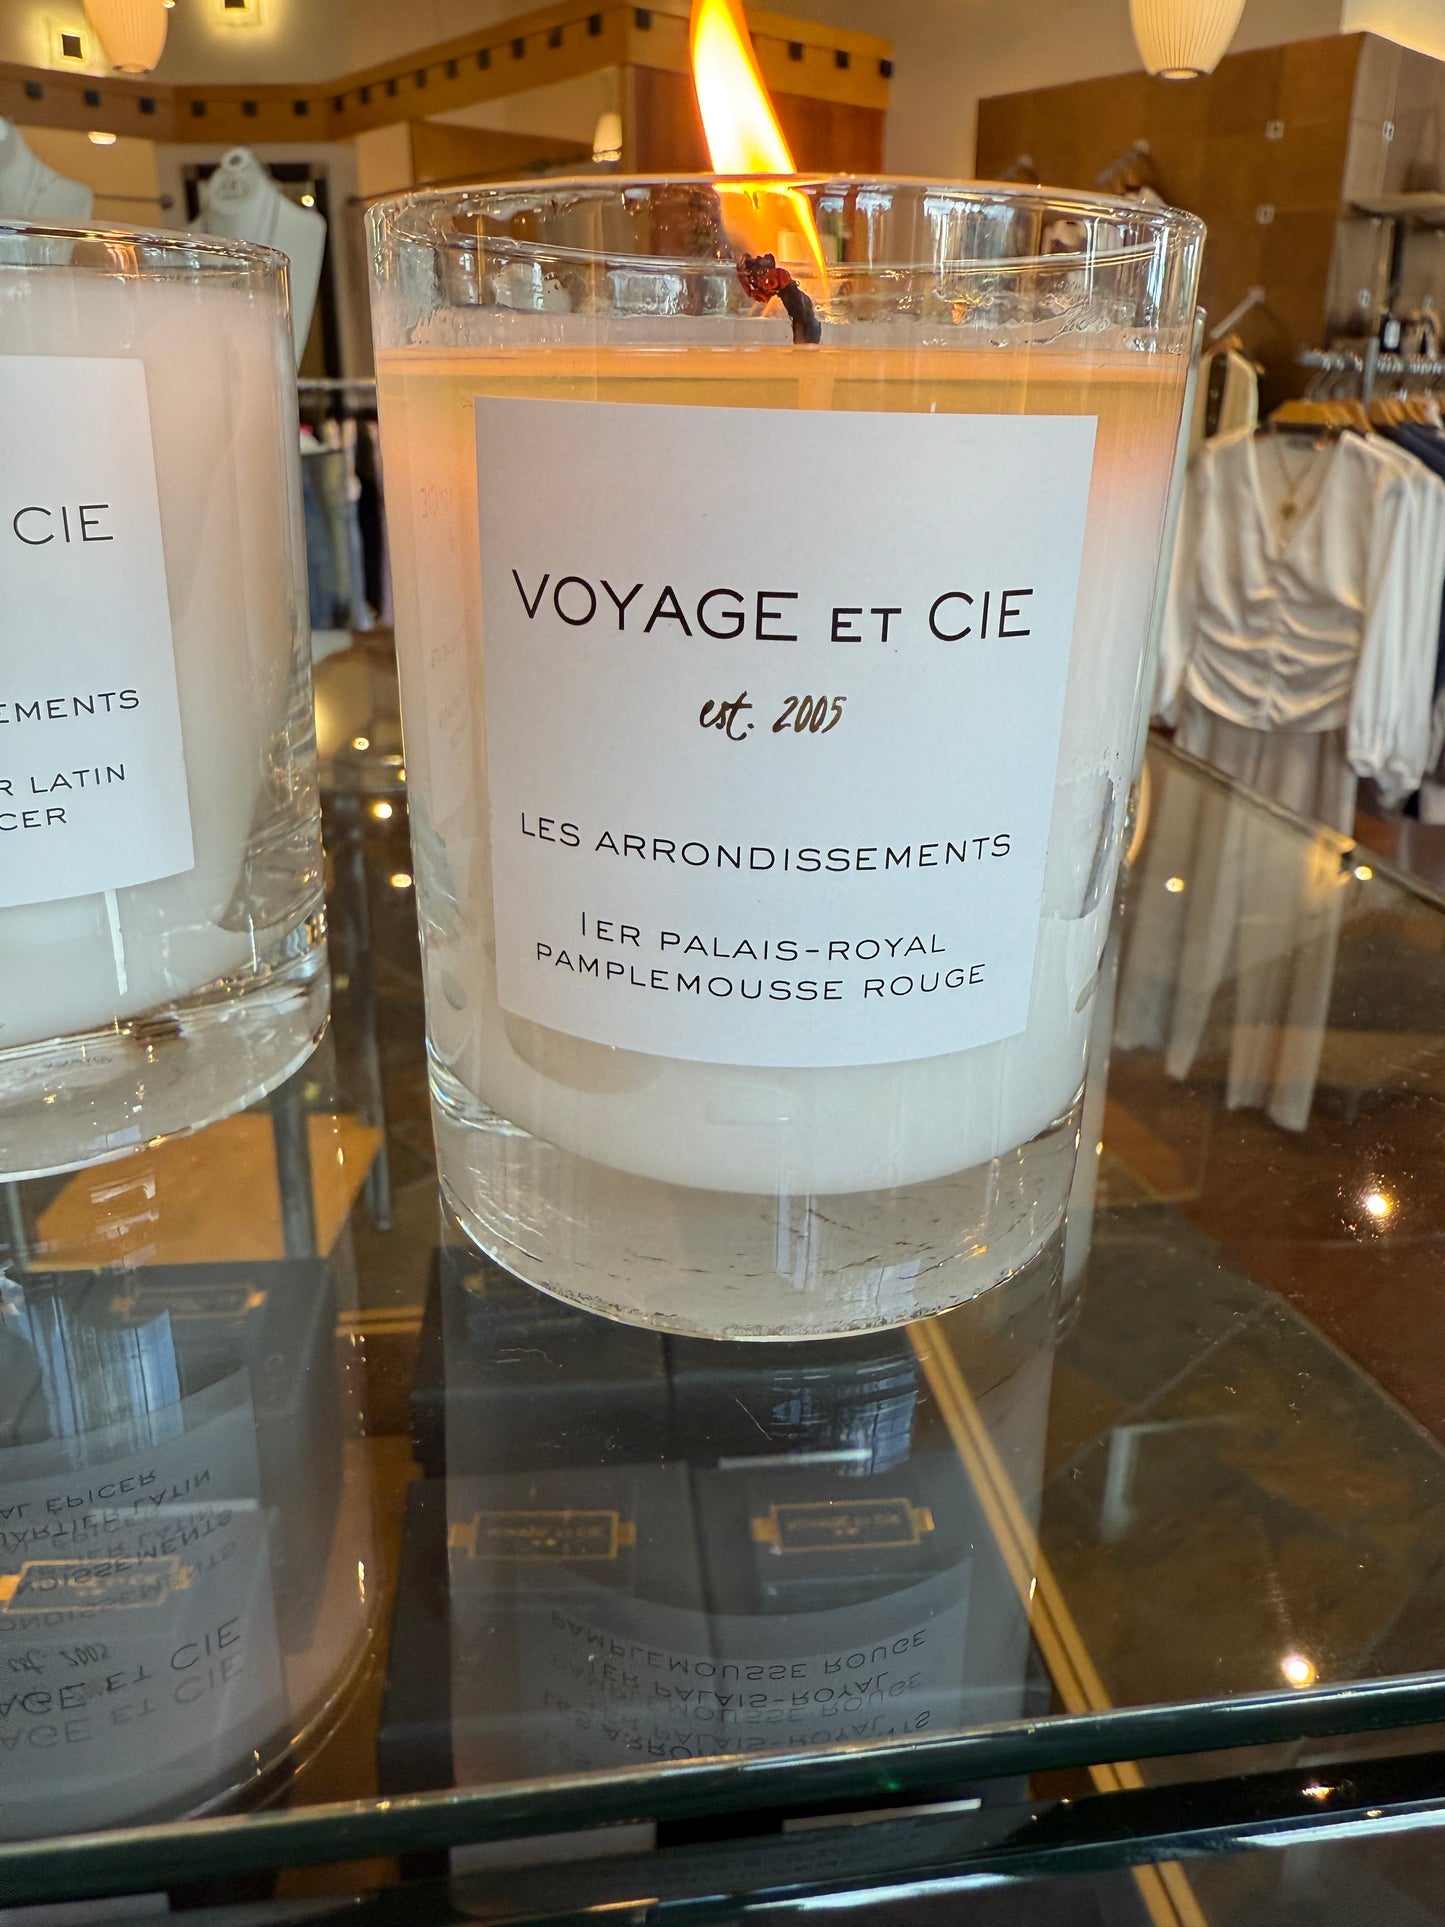 CIE
EMENTS
R LATIN
CER
VOYAGE ET CIE
est. 2005
LES ARRONDISSEMENTS
1ER PALAIS-ROYAL
PAMPLEMOUSSE ROUGE